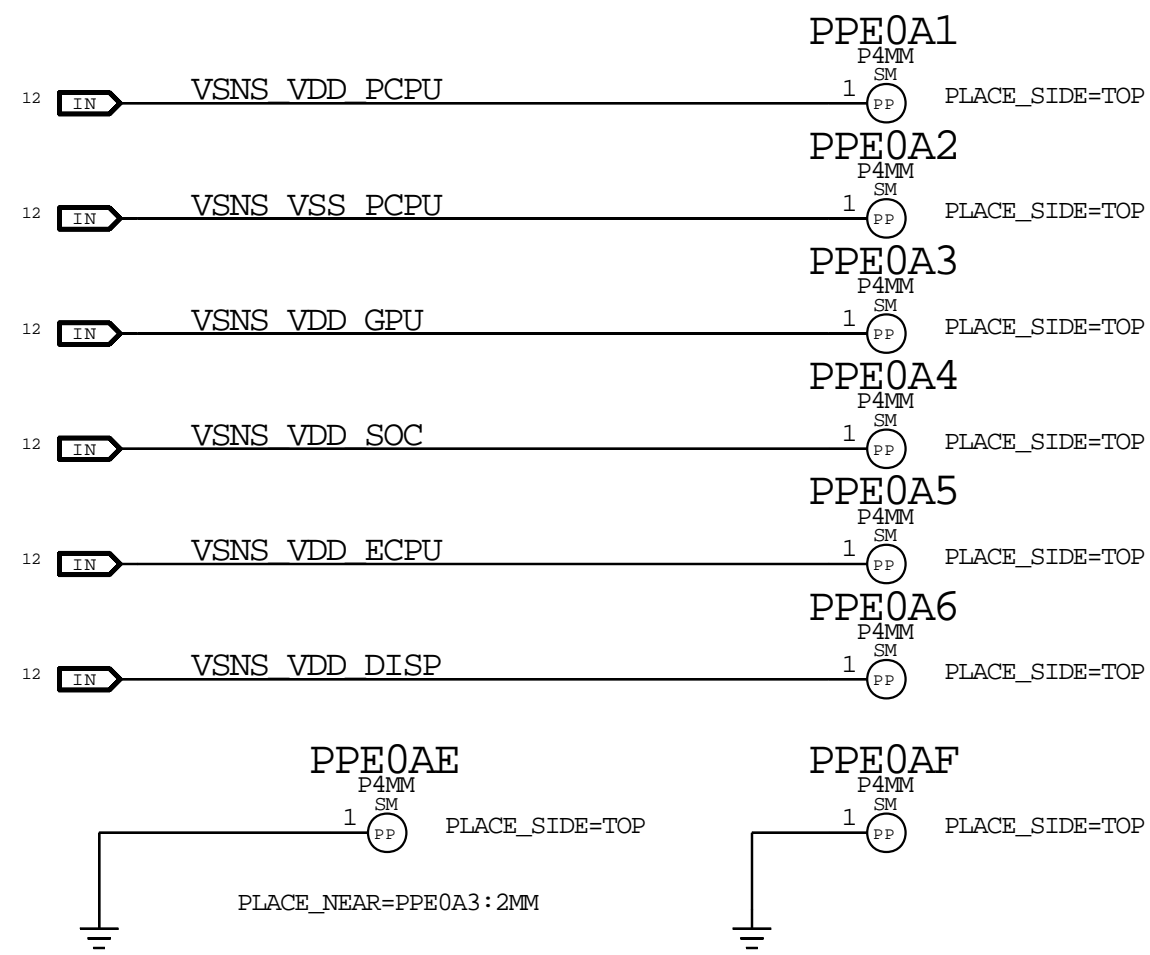 PPE0A1
P4MM
SM
12 IN VSNS_VDD_PCPU 1 PP PLACE_SIDE=TOP
PPE0A2
P4MM
SM
12 IN VSNS_VSS_PCPU 1 PP PLACE_SIDE=TOP
PPE0A3
P4MM
SM
12 IN VSNS_VDD_GPU 1 PP PLACE_SIDE=TOP
PPE0A4
P4MM
SM
12 IN VSNS_VDD_SOC 1 PP PLACE_SIDE=TOP
PPE0A5
P4MM
SM
12 IN VSNS_VDD_ECPU 1 PP PLACE_SIDE=TOP
PPE0A6
P4MM
SM
12 IN VSNS_VDD_DISP 1 PP PLACE_SIDE=TOP
PPE0AE
P4MM
SM
1 PP PLACE_SIDE=TOP
PLACE_NEAR=PPE0A3:2MM
PPE0AF
P4MM
SM
1 PP PLACE_SIDE=TOP